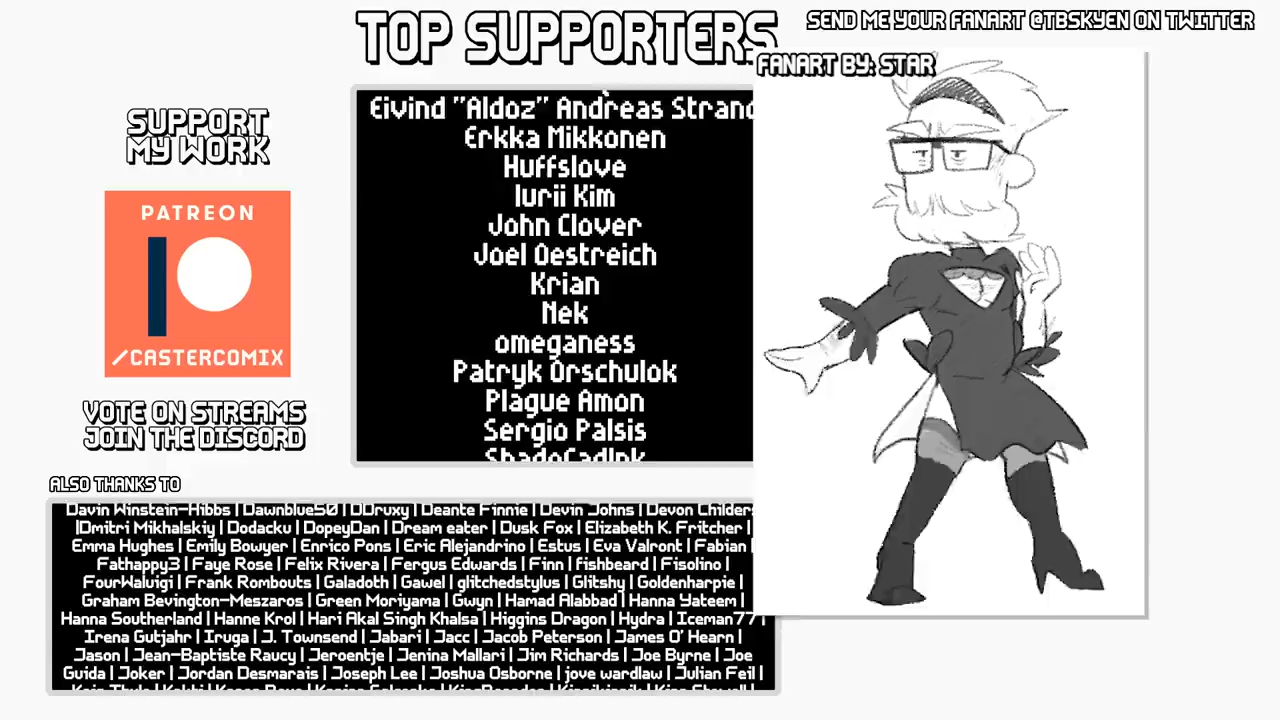 TOP SUPPORTERS
SEND ME YOUR FANART @TBSKYEN ON TWITTER
FANART BY: STAR
SUPPORT
MY WORK
PATREON
/CASTERCOMIX
VOTE ON STREAMS
JOIN THE DISCORD
Eivind "Aldoz" Andreas Strand
Erkka Mikkonen
Huffslove
Iurii Kim
John Clover
Joel Oestreich
Krian
Nek
omeganess
Patryk Orschulok
Plague Amon
Sergio Palsis
ShadoCadInk
ALSO THANKS TO
Davin Winstein-Hibbs | Dawnblue50 | DDruxy | Deante Finnie | Devin Johns | Devon Childers
|Dmitri Mikhalskiy | Dodacku | DopeyDan | Dream eater | Dusk Fox | Elizabeth K. Fritcher |
Emma Hughes | Emily Bowyer | Enrico Pons | Eric Alejandrino | Estus | Eva Valront | Fabian |
Fathappy3 | Faye Rose | Felix Rivera | Fergus Edwards | Finn | fishbeard | Fisolino |
FourWaluigi | Frank Rombouts | Galadoth | Gawel | glitchedstylus | Glitshy | Goldenharpie |
Graham Bevington-Meszaros | Green Moriyama | Gwyn | Hamad Alabbad | Hanna Yateem |
Hanna Southerland | Hanne Krol | Hari Akal Singh Khalsa | Higgins Dragon | Hydra | Iceman77 |
Irena Gutjahr | Iruga | J. Townsend | Jabari | Jacc | Jacob Peterson | James O' Hearn |
Jason | Jean-Baptiste Raucy | Jeroentje | Jenina Mallari | Jim Richards | Joe Byrne | Joe
Guida | Joker | Jordan Desmarais | Joseph Lee | Joshua Osborne | jove wardlaw | Julian Feil |